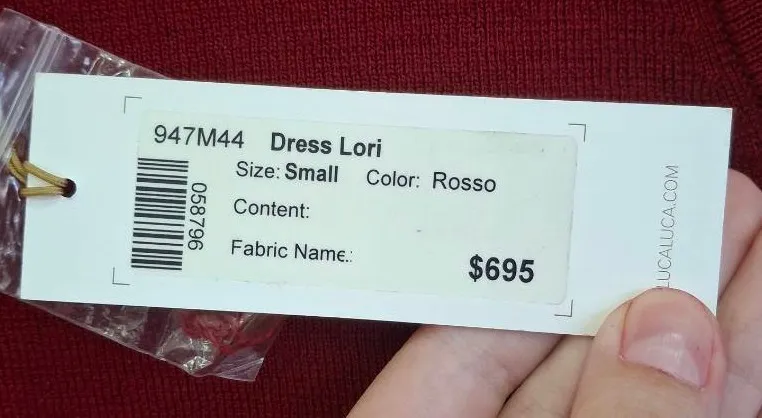 947M44 Dress Lori
Size: Small Color: Rosso
058796
Content:
Fabric Name:
$695
LUCALUCA.COM